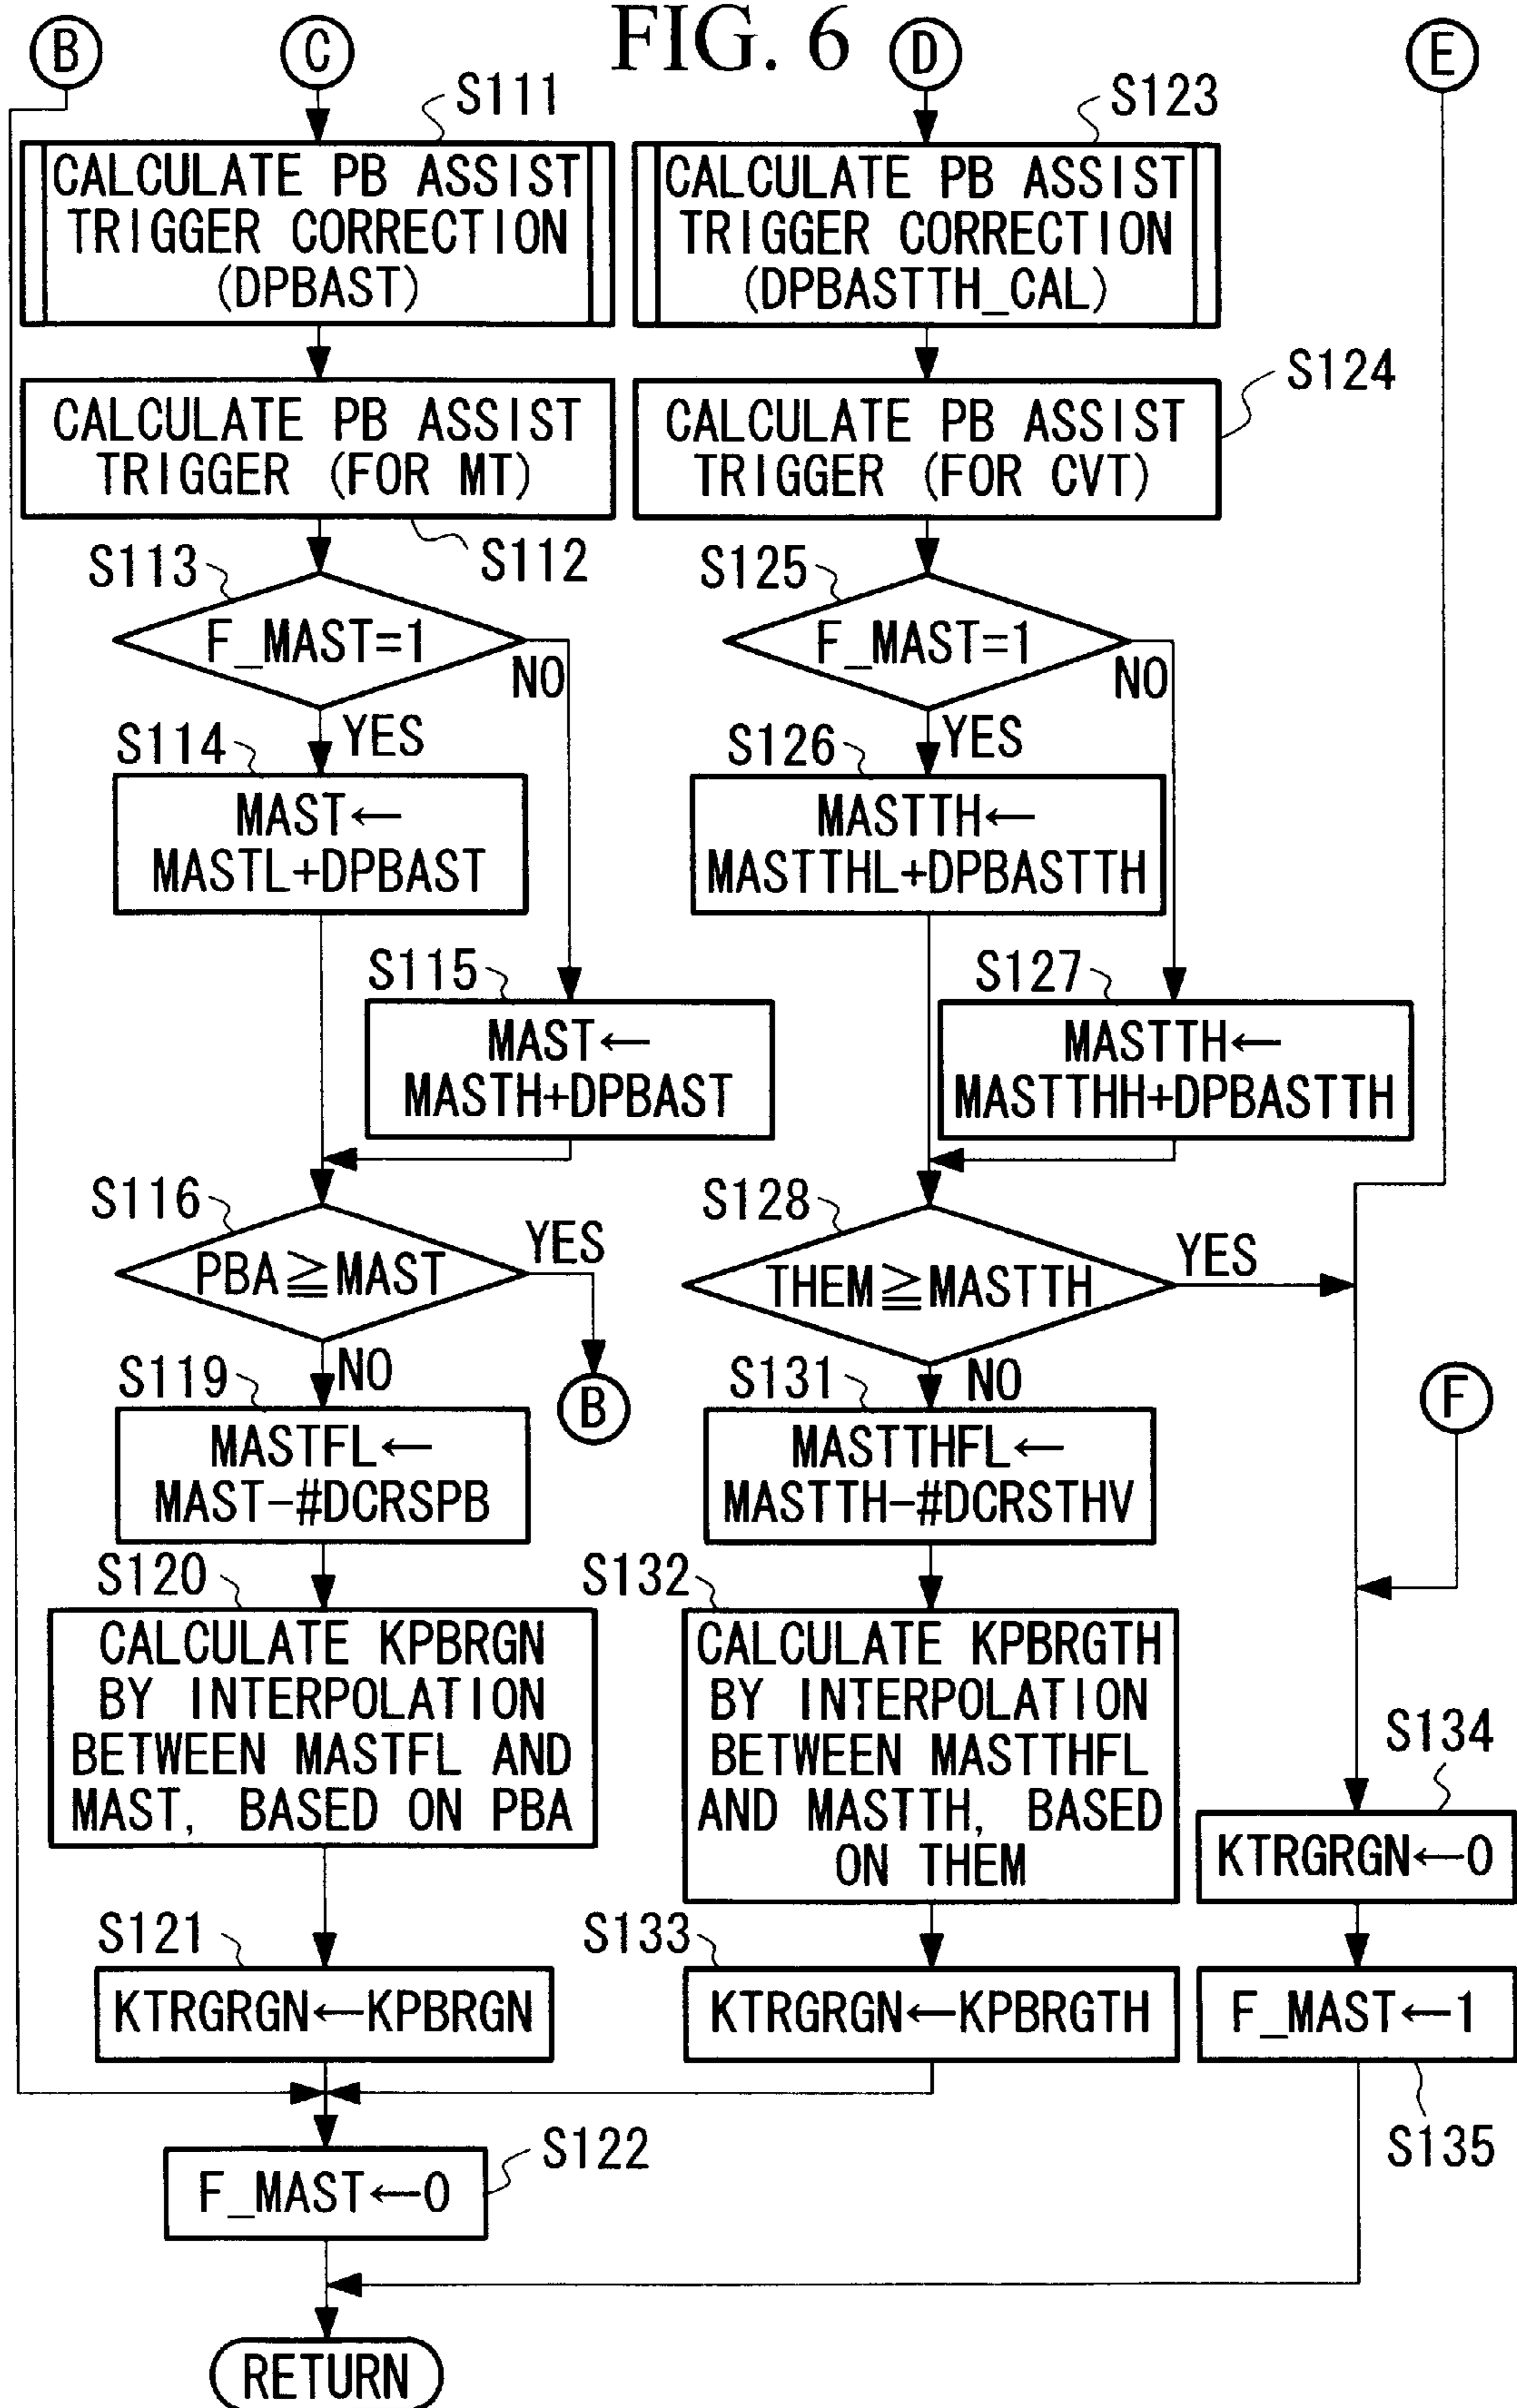 FIG. 6
B
C
D
E
S111
CALCULATE PB ASSIST
TRIGGER CORRECTION
(DPBAST)
S123
CALCULATE PB ASSIST
TRIGGER CORRECTION
(DPBASTTH_CAL)
CALCULATE PB ASSIST
TRIGGER (FOR MT)
S112
CALCULATE PB ASSIST
TRIGGER (FOR CVT)
S124
S113
F_MAST=1
NO
YES
S125
F_MAST=1
NO
YES
S114
MAST←
MASTL+DPBAST
S126
MASTTH←
MASTTHL+DPBASTTH
S115
MAST←
MASTH+DPBAST
S127
MASTTH←
MASTTHH+DPBASTTH
S116
PBA≧MAST
YES
B
NO
S128
THEM≧MASTTH
YES
NO
F
S119
MASTFL←
MAST-#DCRSPB
S131
MASTTHFL←
MASTTH-#DCRSTHV
S120
CALCULATE KPBRGN
BY INTERPOLATION
BETWEEN MASTFL AND
MAST, BASED ON PBA
S132
CALCULATE KPBRGTH
BY INTERPOLATION
BETWEEN MASTTHFL
AND MASTTH, BASED
ON THEM
S134
KTRGRGN←0
S121
KTRGRGN←KPBRGN
S133
KTRGRGN←KPBRGTH
F_MAST←1
S135
S122
F_MAST←0
RETURN